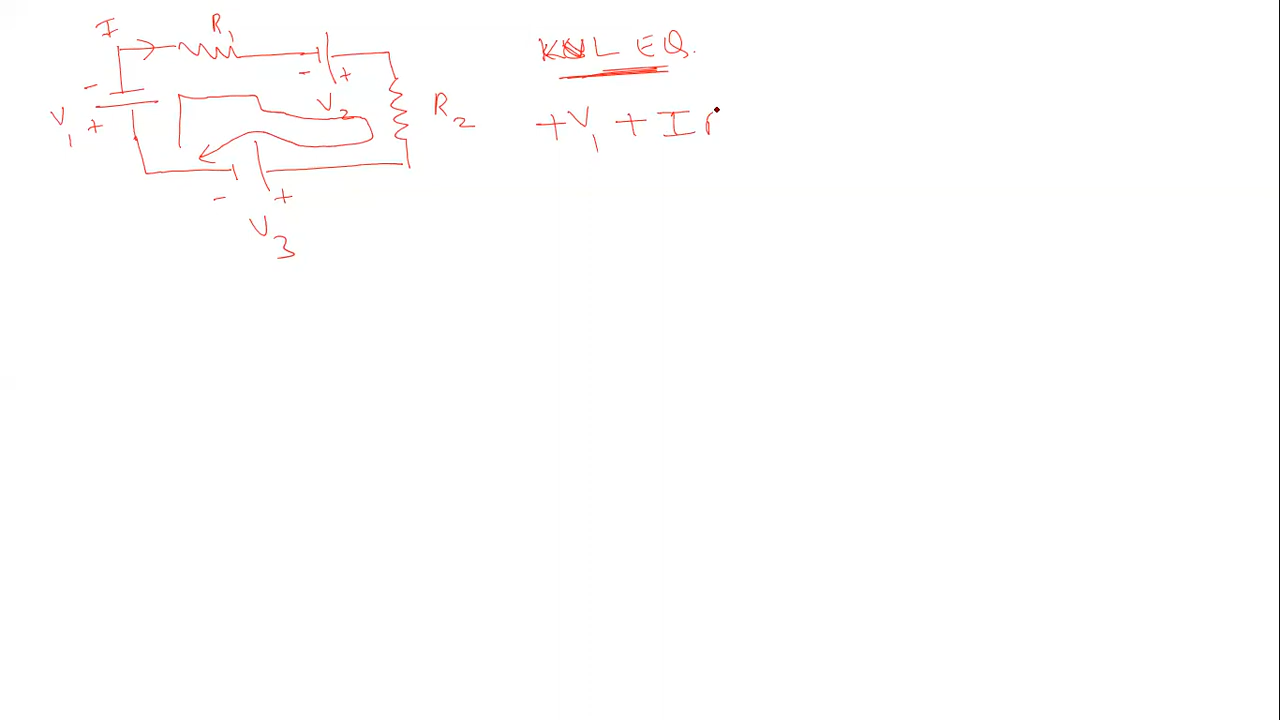 I
R1
KVL EQ.
- +
V2
R2
-
V1
+
+V1 + I r
- +
V3